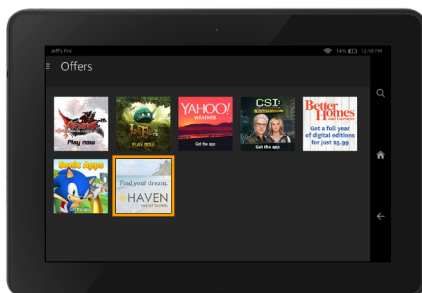 Jeff's Fire
14%
12:10 PM
Offers
Play now
PLAY NOW
YAHOO!
WEATHER
Get the app
CSI:
Get the app
Better
Homes
and Gardens
Get a full year
of digital editions
for just $5.99
Sonic Apps
Find your dream.
HAVEN